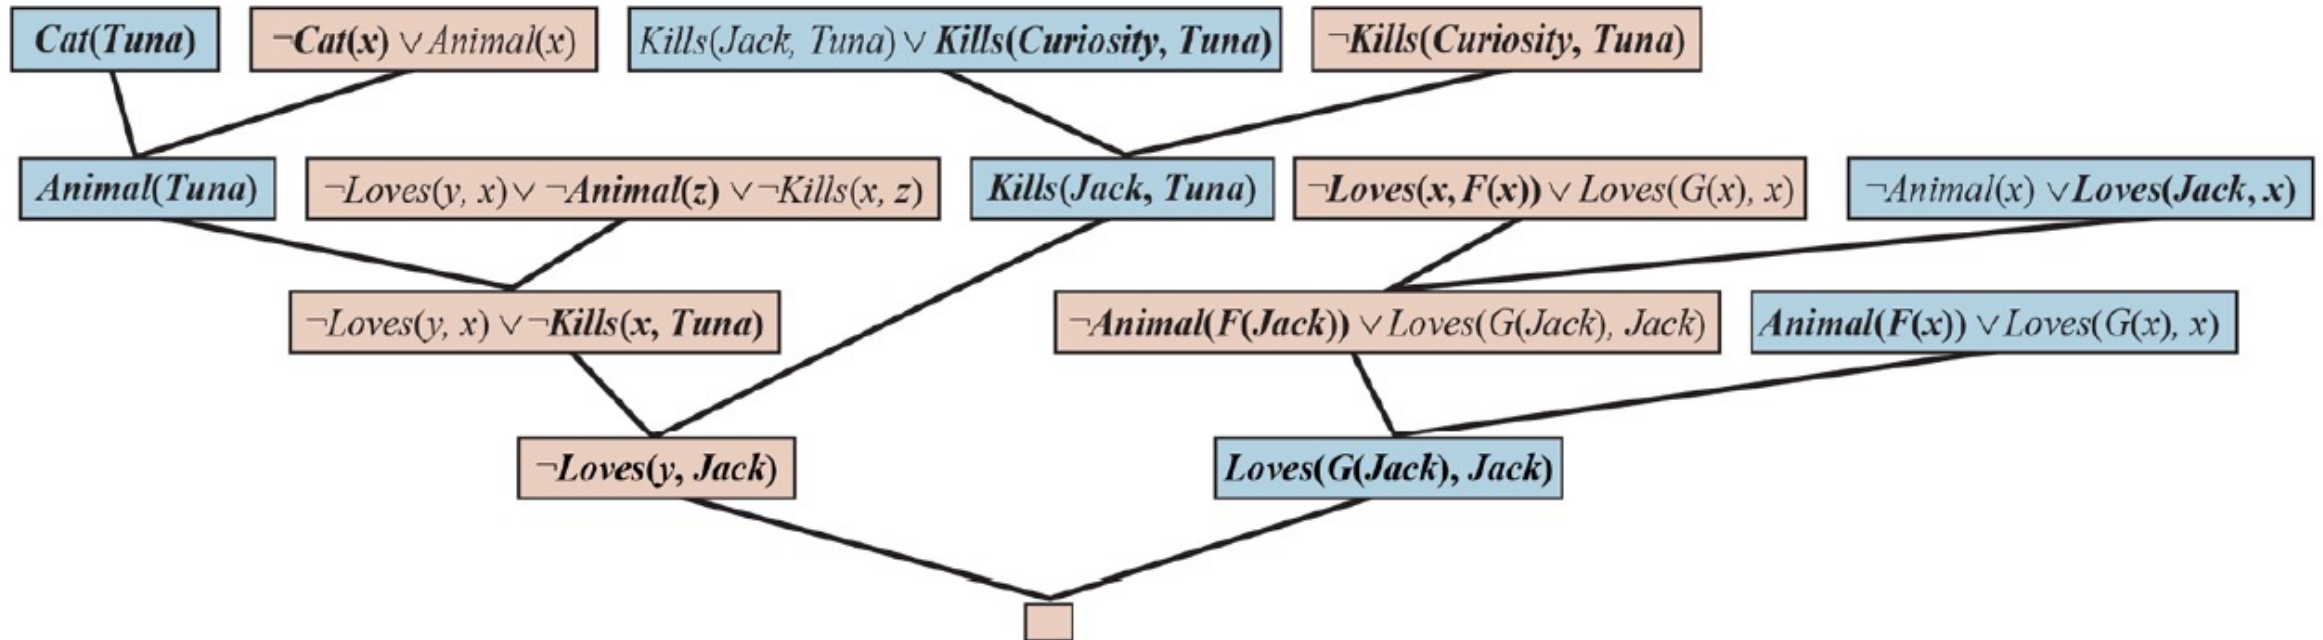 Cat(Tuna) ¬Cat(x) ∨ Animal(x) Kills(Jack, Tuna) ∨ Kills(Curiosity, Tuna) ¬Kills(Curiosity, Tuna)
Animal(Tuna) ¬Loves(y, x) ∨ ¬Animal(z) ∨ ¬Kills(x, z) Kills(Jack, Tuna) ¬Loves(x, F(x)) ∨ Loves(G(x), x) ¬Animal(x) ∨ Loves(Jack, x)
¬Loves(y, x) ∨ ¬Kills(x, Tuna) ¬Animal(F(Jack)) ∨ Loves(G(Jack), Jack) Animal(F(x)) ∨ Loves(G(x), x)
¬Loves(y, Jack) Loves(G(Jack), Jack)